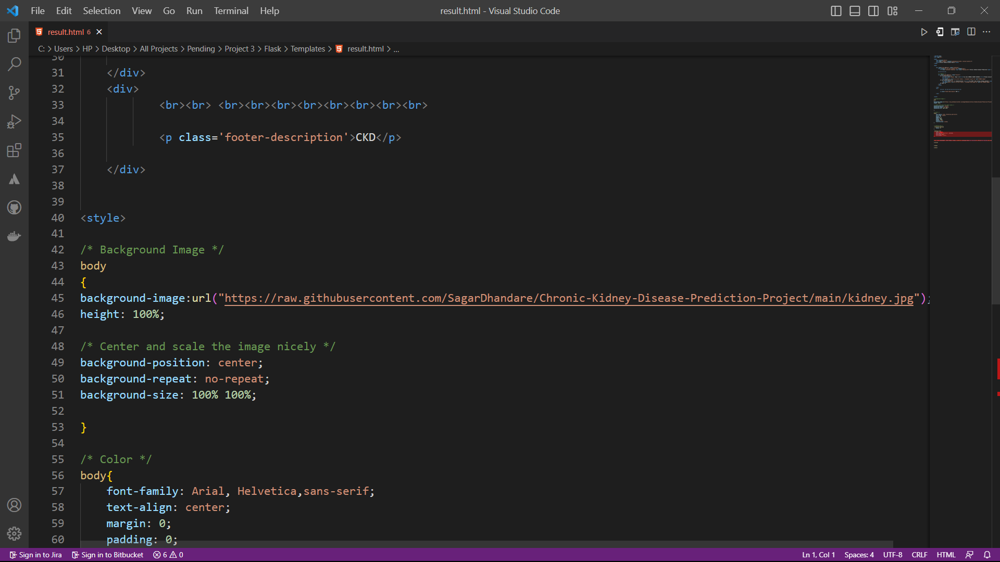 File Edit Selection View Go Run Terminal Help
result.html - Visual Studio Code
result.html 6
C: > Users > HP > Desktop > All Projects > Pending > Project 3 > Flask > Templates > result.html > ...
30
31 </div>
32 <div>
33 <br><br> <br><br><br><br><br><br><br><br>
34
35 <p class='footer-description'>CKD</p>
36
37 </div>
38
39
40 <style>
41
42 /* Background Image */
43 body
44 {
45 background-image:url("https://raw.githubusercontent.com/SagarDhandare/Chronic-Kidney-Disease-Prediction-Project/main/kidney.jpg");
46 height: 100%;
47
48 /* Center and scale the image nicely */
49 background-position: center;
50 background-repeat: no-repeat;
51 background-size: 100% 100%;
52
53 }
54
55 /* Color */
56 body{
57 font-family: Arial, Helvetica,sans-serif;
58 text-align: center;
59 margin: 0;
60 padding: 0;
Sign in to Jira Sign in to Bitbucket 6 0 Ln 1, Col 1 Spaces: 4 UTF-8 CRLF HTML